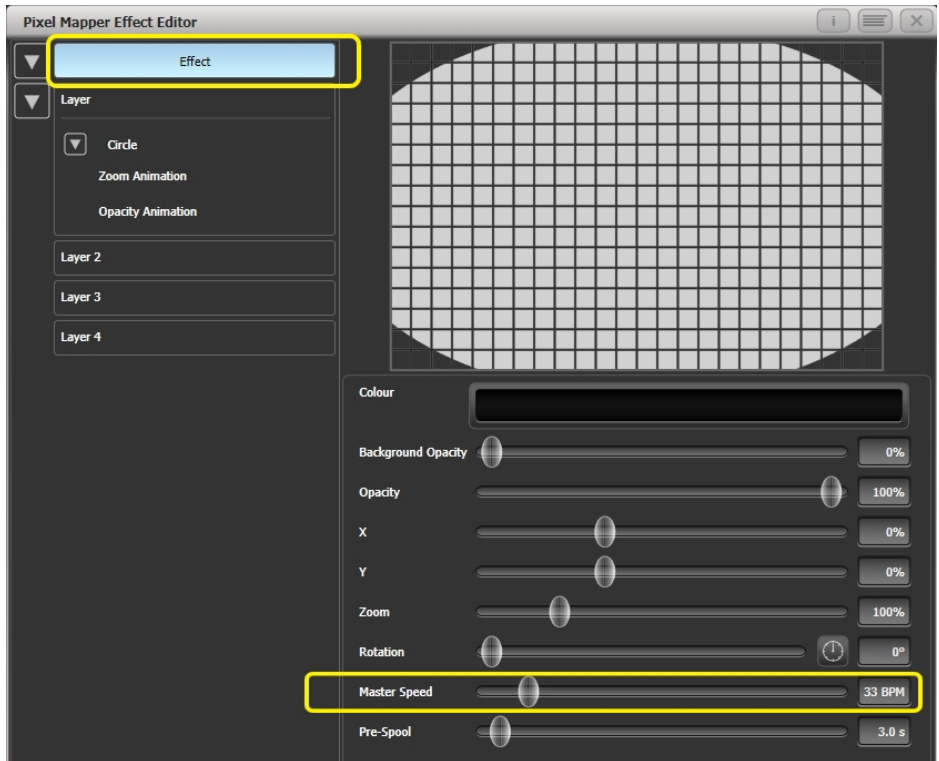 Pixel Mapper Effect Editor
i
Effect
Layer
Circle
Zoom Animation
Opacity Animation
Layer 2
Layer 3
Layer 4
Colour
Background Opacity 0%
Opacity 100%
X 0%
Y 0%
Zoom 100%
Rotation 0°
Master Speed 33 BPM
Pre-Spool 3.0 s